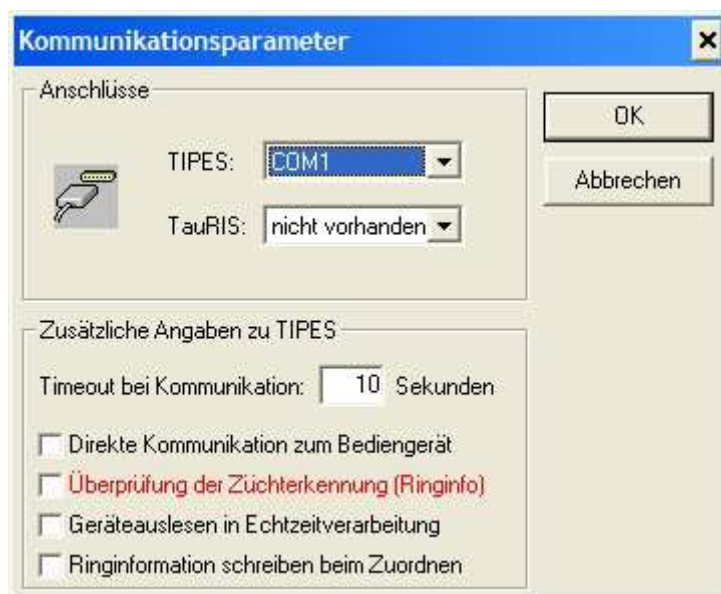 Kommunikationsparameter
Anschlüsse
TIPES: COM1
TauRIS: nicht vorhanden
OK
Abbrechen
Zusätzliche Angaben zu TIPES
Timeout bei Kommunikation: 10 Sekunden
Direkte Kommunikation zum Bediengerät
Überprüfung der Züchterkennung (Ringinfo)
Geräteauslesen in Echtzeitverarbeitung
Ringinformation schreiben beim Zuordnen